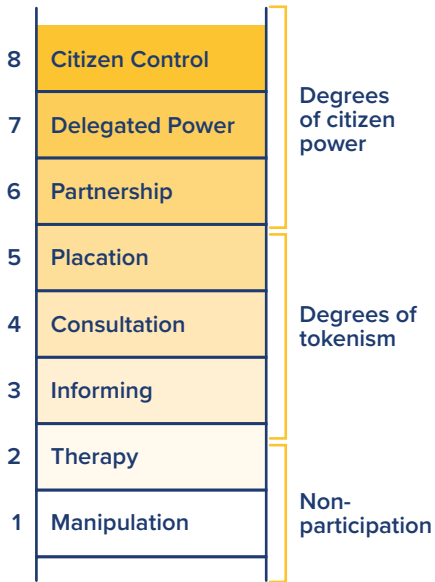 8 Citizen Control
7 Delegated Power
6 Partnership
Degrees
of citizen
power
5 Placation
4 Consultation
3 Informing
Degrees of
tokenism
2 Therapy
1 Manipulation
Non-
participation